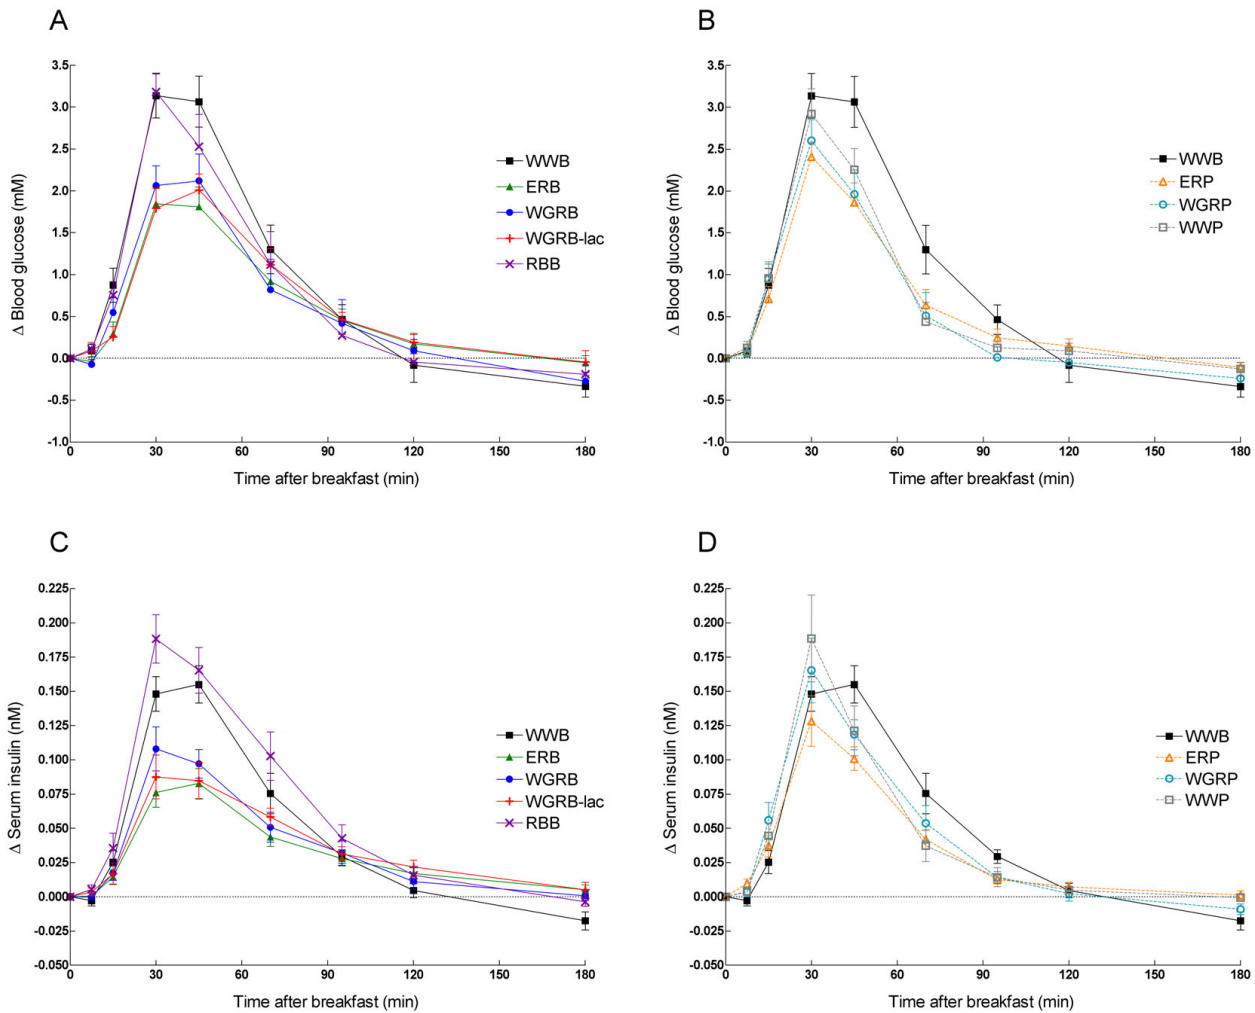 A
3.5
3.0
2.5
2.0
1.5
1.0
0.5
0.0
0.5
-1.0
0
30
60
90
120
150
180
Δ Blood glucose (mM)
Time after breakfast (min)
WWB
ERB
WGRB
WGRB-lac
RBB
B
3.5
3.0
2.5
2.0
1.5
1.0
0.5
0.0
0.5
-1.0
0
30
60
90
120
150
180
Δ Blood glucose (mM)
Time after breakfast (min)
WWB
ERP
WGRP
WWP
C
0.225
0.200
0.175
0.150
0.125
0.100
0.075
0.050
0.025
0.000
-0.025
-0.050
0
30
60
90
120
150
180
Δ Serum insulin (nM)
Time after breakfast (min)
WWB
ERB
WGRB
WGRB-lac
RBB
D
0.225
0.200
0.175
0.150
0.125
0.100
0.075
0.050
0.025
0.000
-0.025
-0.050
0
30
60
90
120
150
180
Δ Serum insulin (nM)
Time after breakfast (min)
WWB
ERP
WGRP
WWP